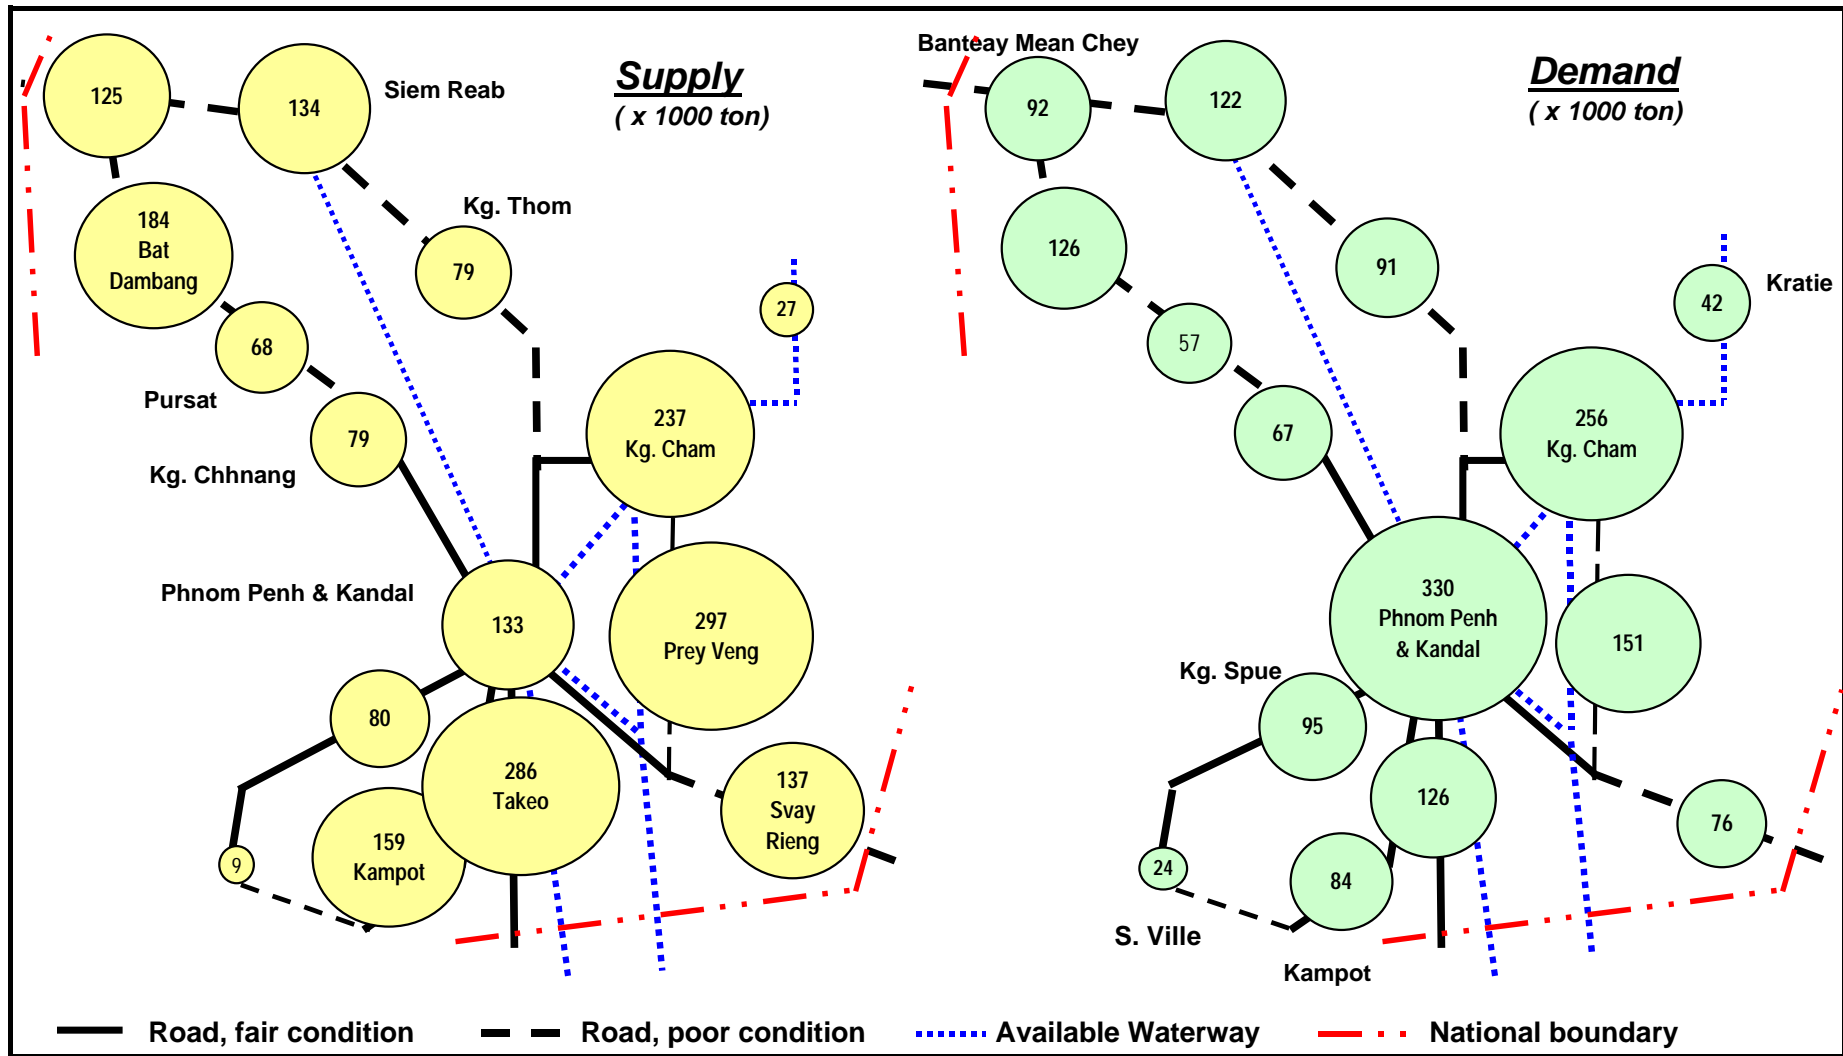 Supply
( x 1000 ton)
125
134
Siem Reab
184
Bat
Dambang
Kg. Thom
79
27
68
Pursat
79
Kg. Chhnang
237
Kg. Cham
Phnom Penh & Kandal
133
297
Prey Veng
80
286
Takeo
137
Svay
Rieng
159
Kampot
9
Banteay Mean Chey
Demand
( x 1000 ton)
92
122
126
91
42
Kratie
57
67
256
Kg. Cham
330
Phnom Penh
& Kandal
151
Kg. Spue
95
126
76
24
84
S. Ville
Kampot
Road, fair condition
Road, poor condition
Available Waterway
National boundary